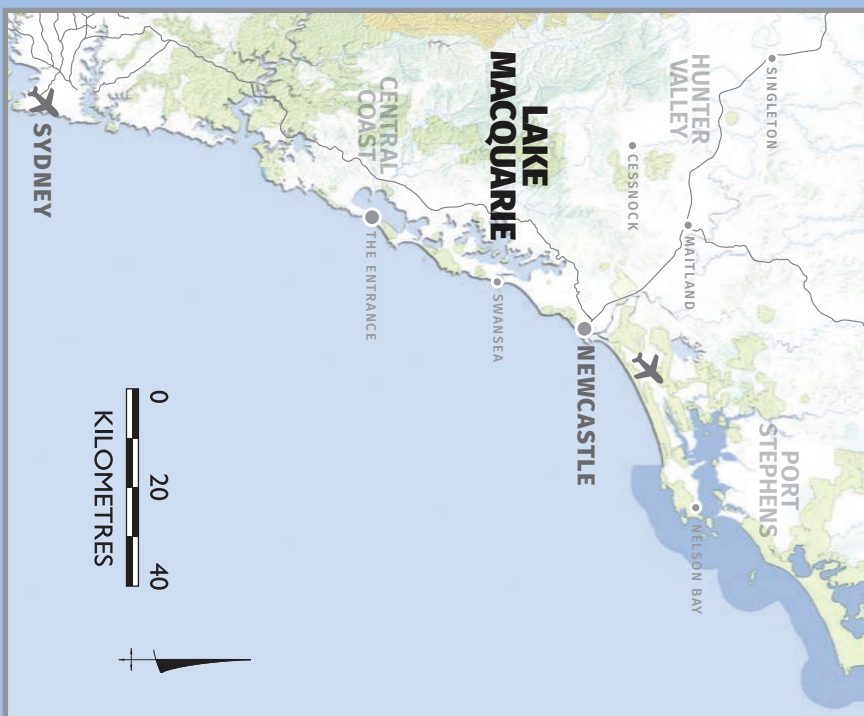 SINGLETON
HUNTER
VALLEY
CESSNOCK
MAITLAND
PORT
STEPHENS
NELSON BAY
NEWCASTLE
LAKE
MACQUARIE
SWANSEA
CENTRAL
COAST
THE ENTRANCE
SYDNEY
0 20 40
KILOMETRES